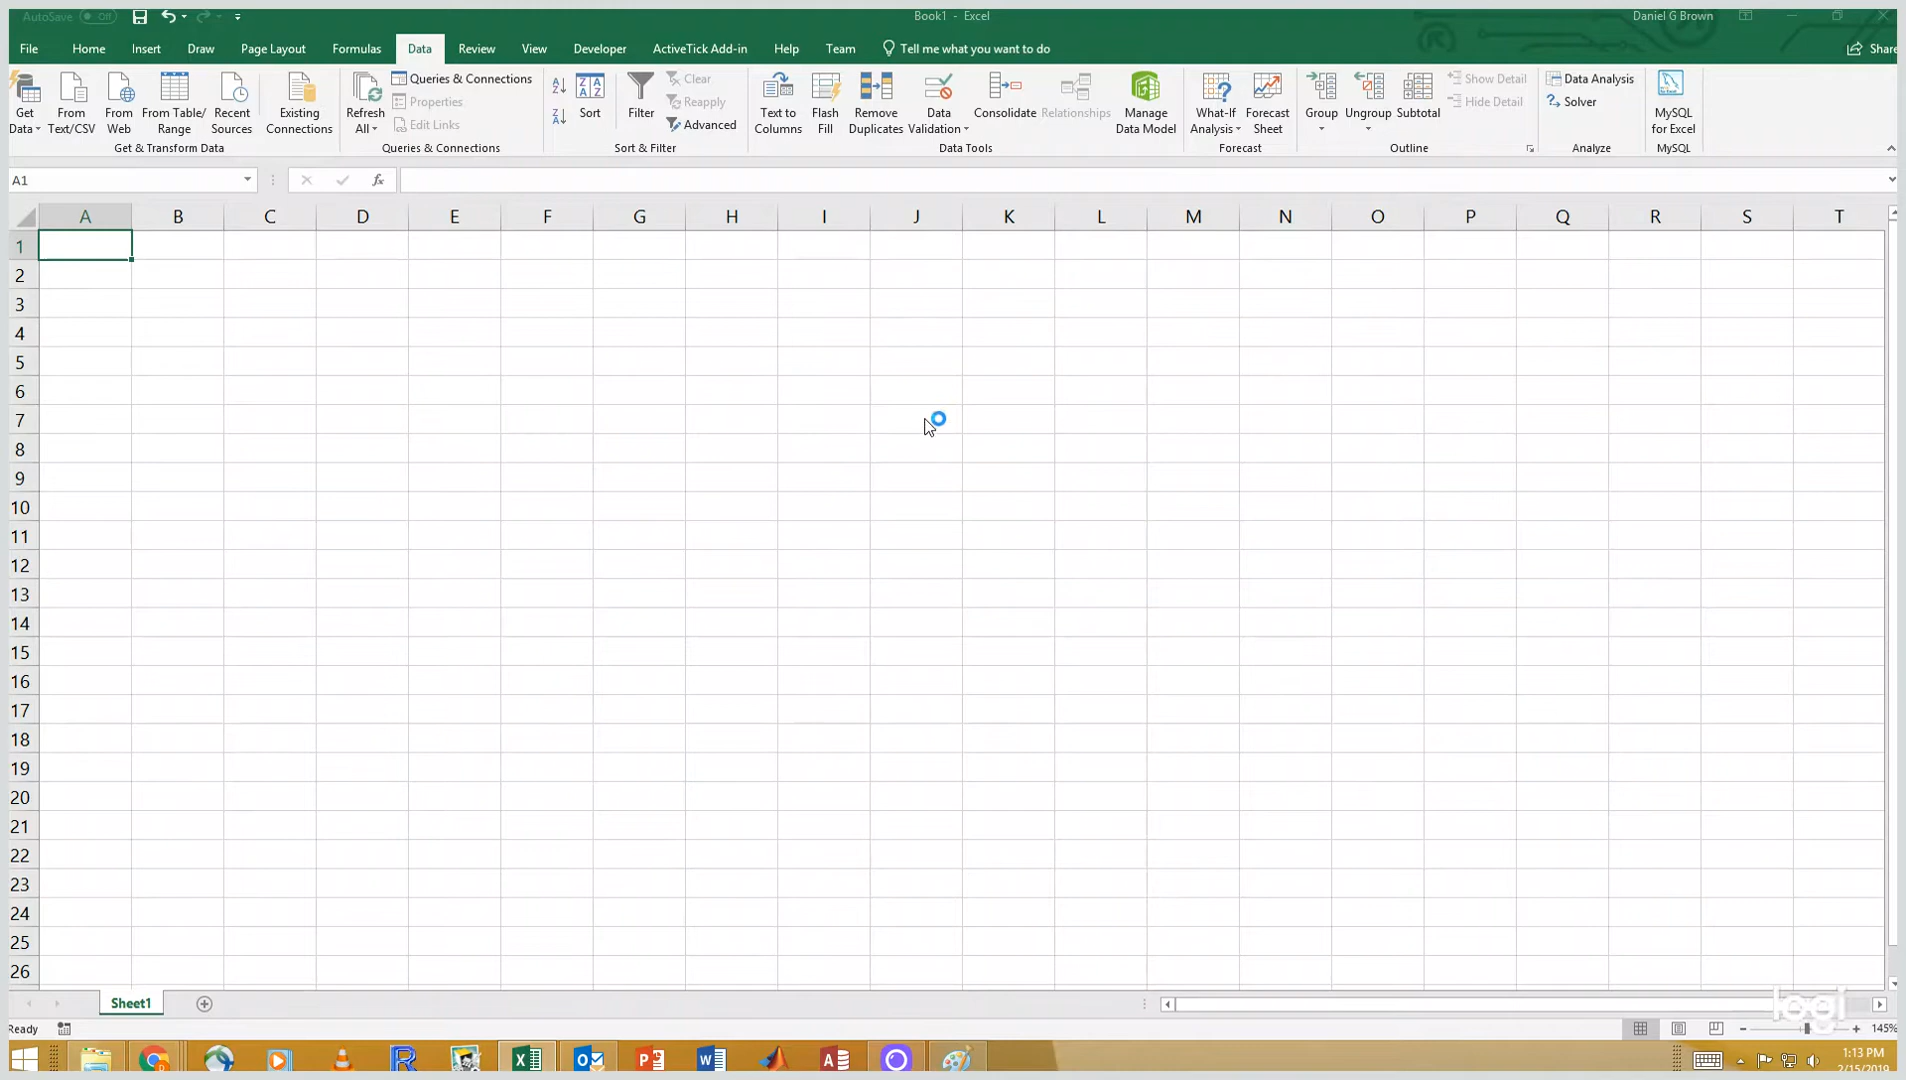 AutoSave Off
Book1 - Excel
Daniel G Brown
File Home Insert Draw Page Layout Formulas Data Review View Developer ActiveTick Add-in Help Team Tell me what you want to do Share
Get Data
From Text/CSV
From Web
From Table/ Range
Recent Sources
Existing Connections
Get & Transform Data
Refresh All
Queries & Connections
Properties
Edit Links
Queries & Connections
Sort
Filter
Clear
Reapply
Advanced
Sort & Filter
Text to Columns
Flash Fill
Remove Duplicates
Data Validation
Consolidate
Relationships
Manage Data Model
Data Tools
What-If Analysis
Forecast Sheet
Forecast
Group
Ungroup
Subtotal
Show Detail
Hide Detail
Outline
Data Analysis
Solver
Analyze
MySQL for Excel
MySQL
A1
fx
A B C D E F G H I J K L M N O P Q R S T
1
2
3
4
5
6
7
8
9
10
11
12
13
14
15
16
17
18
19
20
21
22
23
24
25
26
Sheet1
logi
Ready
145%
1:13 PM
2/15/2019